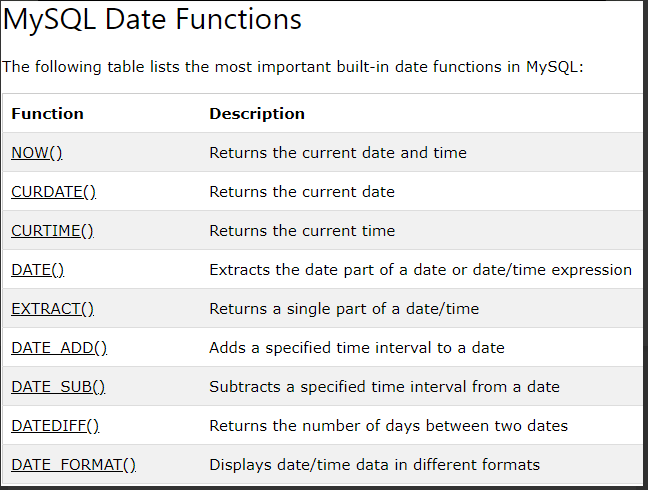 MySQL Date Functions
The following table lists the most important built-in date functions in MySQL:
Function Description
NOW() Returns the current date and time
CURDATE() Returns the current date
CURTIME() Returns the current time
DATE() Extracts the date part of a date or date/time expression
EXTRACT() Returns a single part of a date/time
DATE_ADD() Adds a specified time interval to a date
DATE_SUB() Subtracts a specified time interval from a date
DATEDIFF() Returns the number of days between two dates
DATE_FORMAT() Displays date/time data in different formats